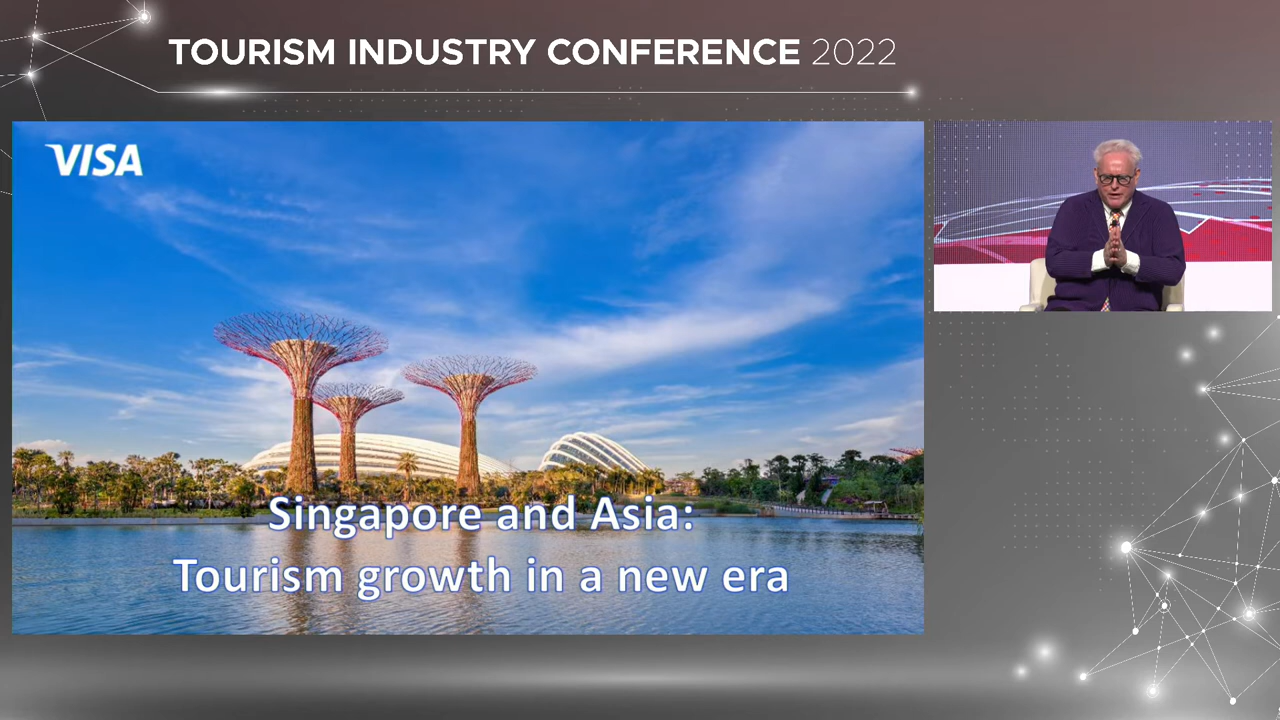 TOURISM INDUSTRY CONFERENCE 2022
VISA
Singapore and Asia:
Tourism growth in a new era